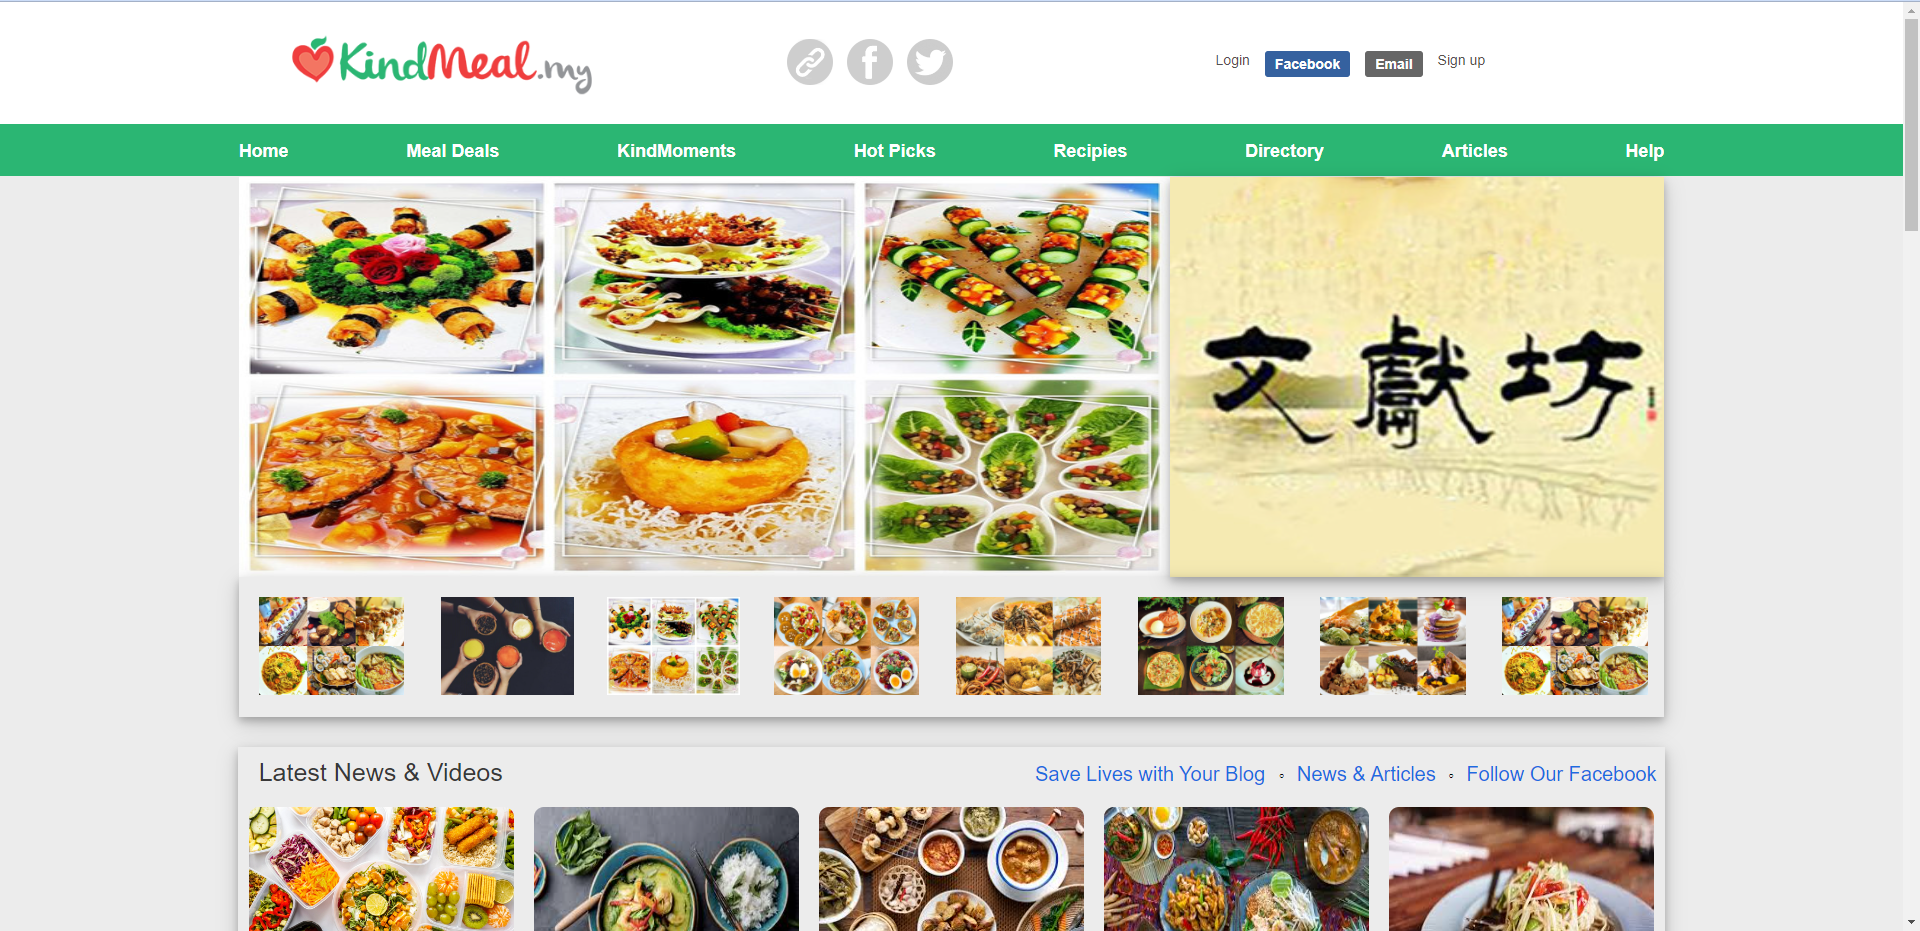 KindMeal.my
Login Facebook Email Sign up
Home Meal Deals KindMoments Hot Picks Recipies Directory Articles Help
文獻坊
Latest News & Videos
Save Lives with Your Blog ◦ News & Articles ◦ Follow Our Facebook